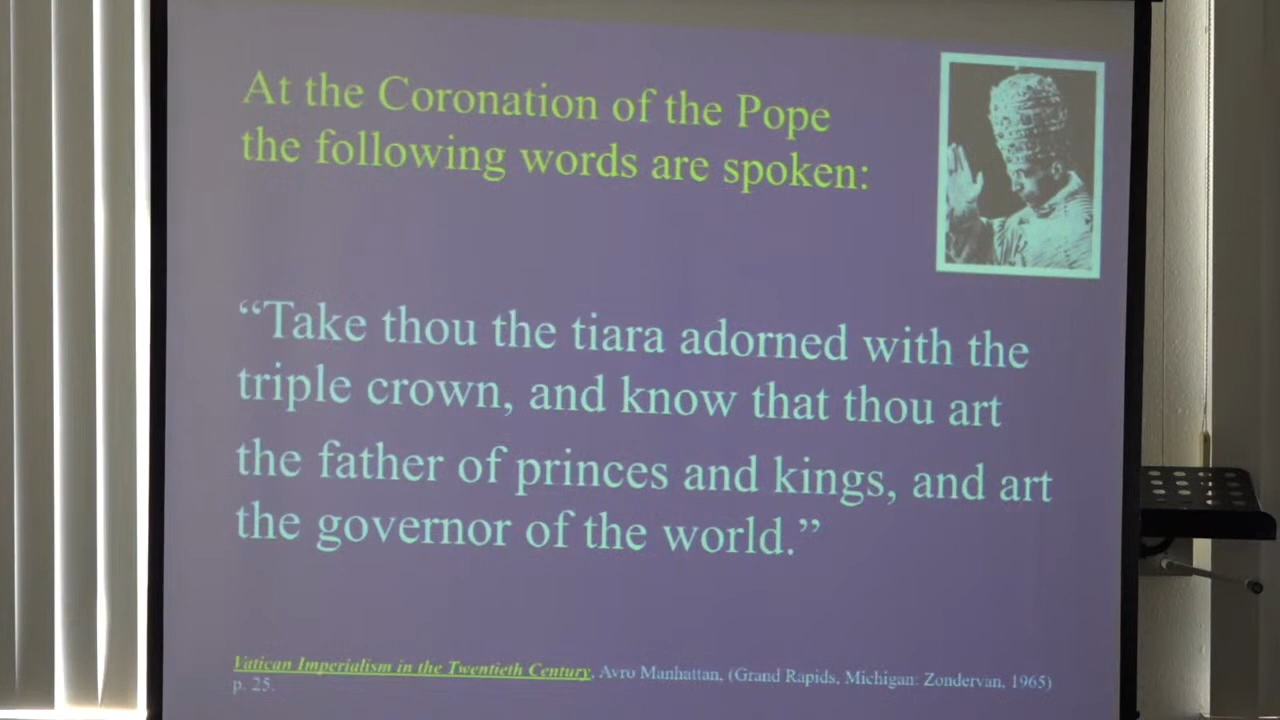 At the Coronation of the Pope
the following words are spoken:
“Take thou the tiara adorned with the
triple crown, and know that thou art
the father of princes and kings, and art
the governor of the world.”
Vatican Imperialism in the Twentieth Century, Avro Manhattan, (Grand Rapids, Michigan: Zondervan, 1965)
p. 25.